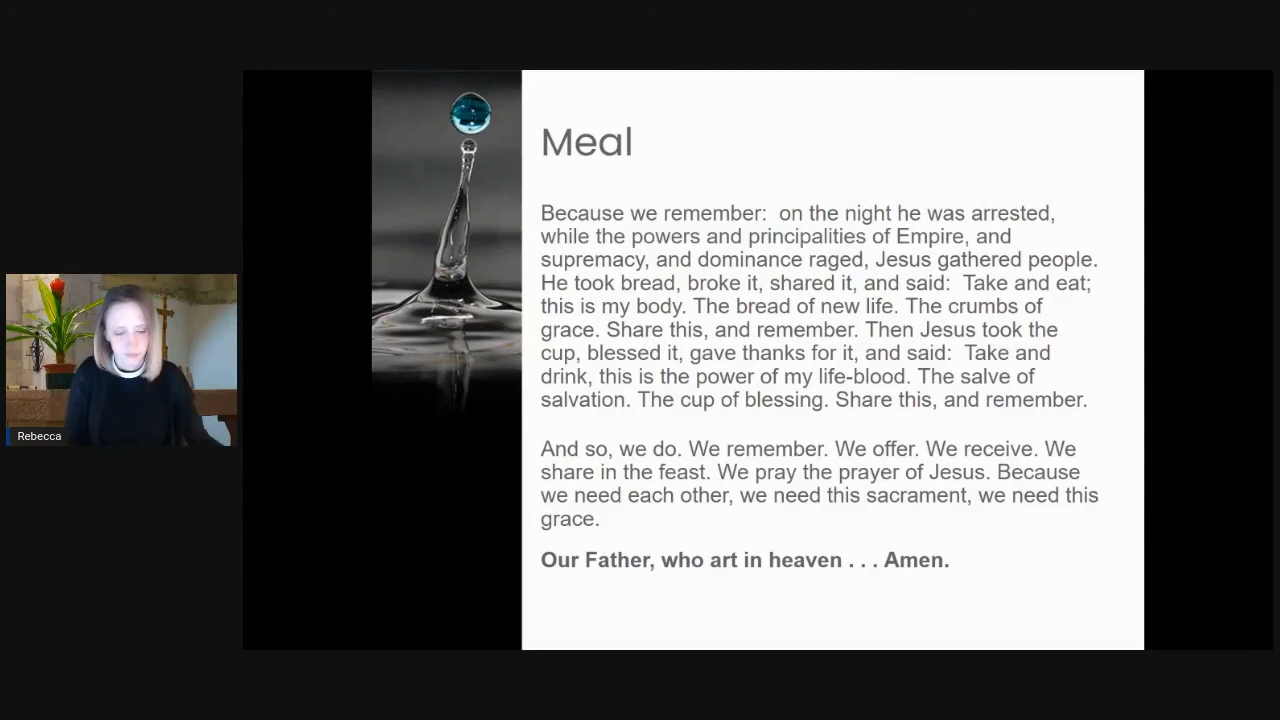 Meal
Because we remember:  on the night he was arrested,
while the powers and principalities of Empire, and
supremacy, and dominance raged, Jesus gathered people.
He took bread, broke it, shared it, and said:  Take and eat;
this is my body. The bread of new life. The crumbs of
grace. Share this, and remember. Then Jesus took the
cup, blessed it, gave thanks for it, and said:  Take and
drink, this is the power of my life-blood. The salve of
salvation. The cup of blessing. Share this, and remember.
And so, we do. We remember. We offer. We receive. We
share in the feast. We pray the prayer of Jesus. Because
we need each other, we need this sacrament, we need this
grace.
Our Father, who art in heaven . . . Amen.
Rebecca